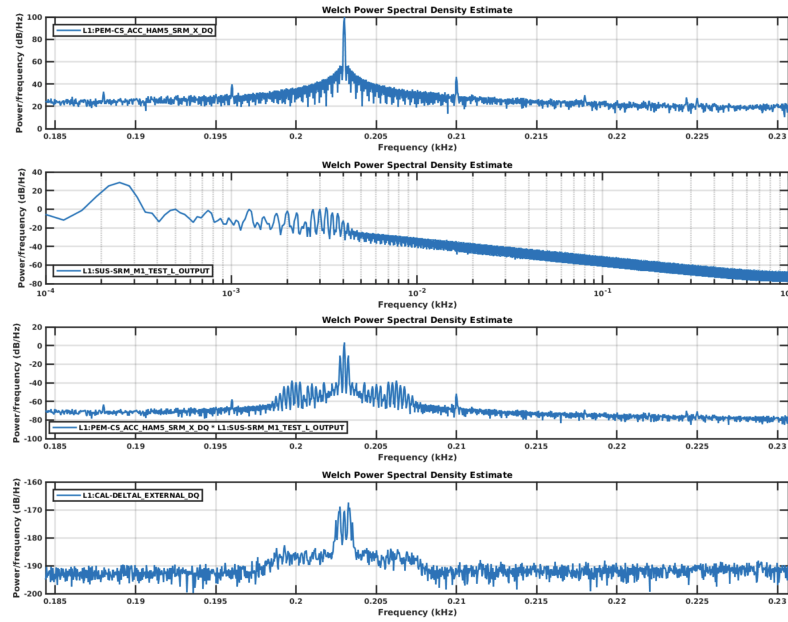 Welch Power Spectral Density Estimate
Power/frequency (dB/Hz)
100
80
60
40
20
0
L1:PEM-CS_ACC_HAM5_SRM_X_DQ
0.185 0.19 0.195 0.2 0.205 0.21 0.215 0.22 0.225 0.23
Frequency (kHz)
Welch Power Spectral Density Estimate
Power/frequency (dB/Hz)
40
20
0
-20
-40
-60
-80
L1:SUS-SRM_M1_TEST_L_OUTPUT
10-4 10-3 10-2 10-1
Frequency (kHz)
Welch Power Spectral Density Estimate
Power/frequency (dB/Hz)
20
0
-20
-40
-60
-80
-100
L1:PEM-CS_ACC_HAM5_SRM_X_DQ * L1:SUS-SRM_M1_TEST_L_OUTPUT
0.185 0.19 0.195 0.2 0.205 0.21 0.215 0.22 0.225 0.23
Frequency (kHz)
Welch Power Spectral Density Estimate
Power/frequency (dB/Hz)
-160
-170
-180
-190
-200
L1:CAL-DELTAL_EXTERNAL_DQ
0.185 0.19 0.195 0.2 0.205 0.21 0.215 0.22 0.225 0.23
Frequency (kHz)